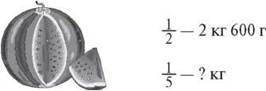 1/2 — 2 кг 600 г
1/5 — ? кг